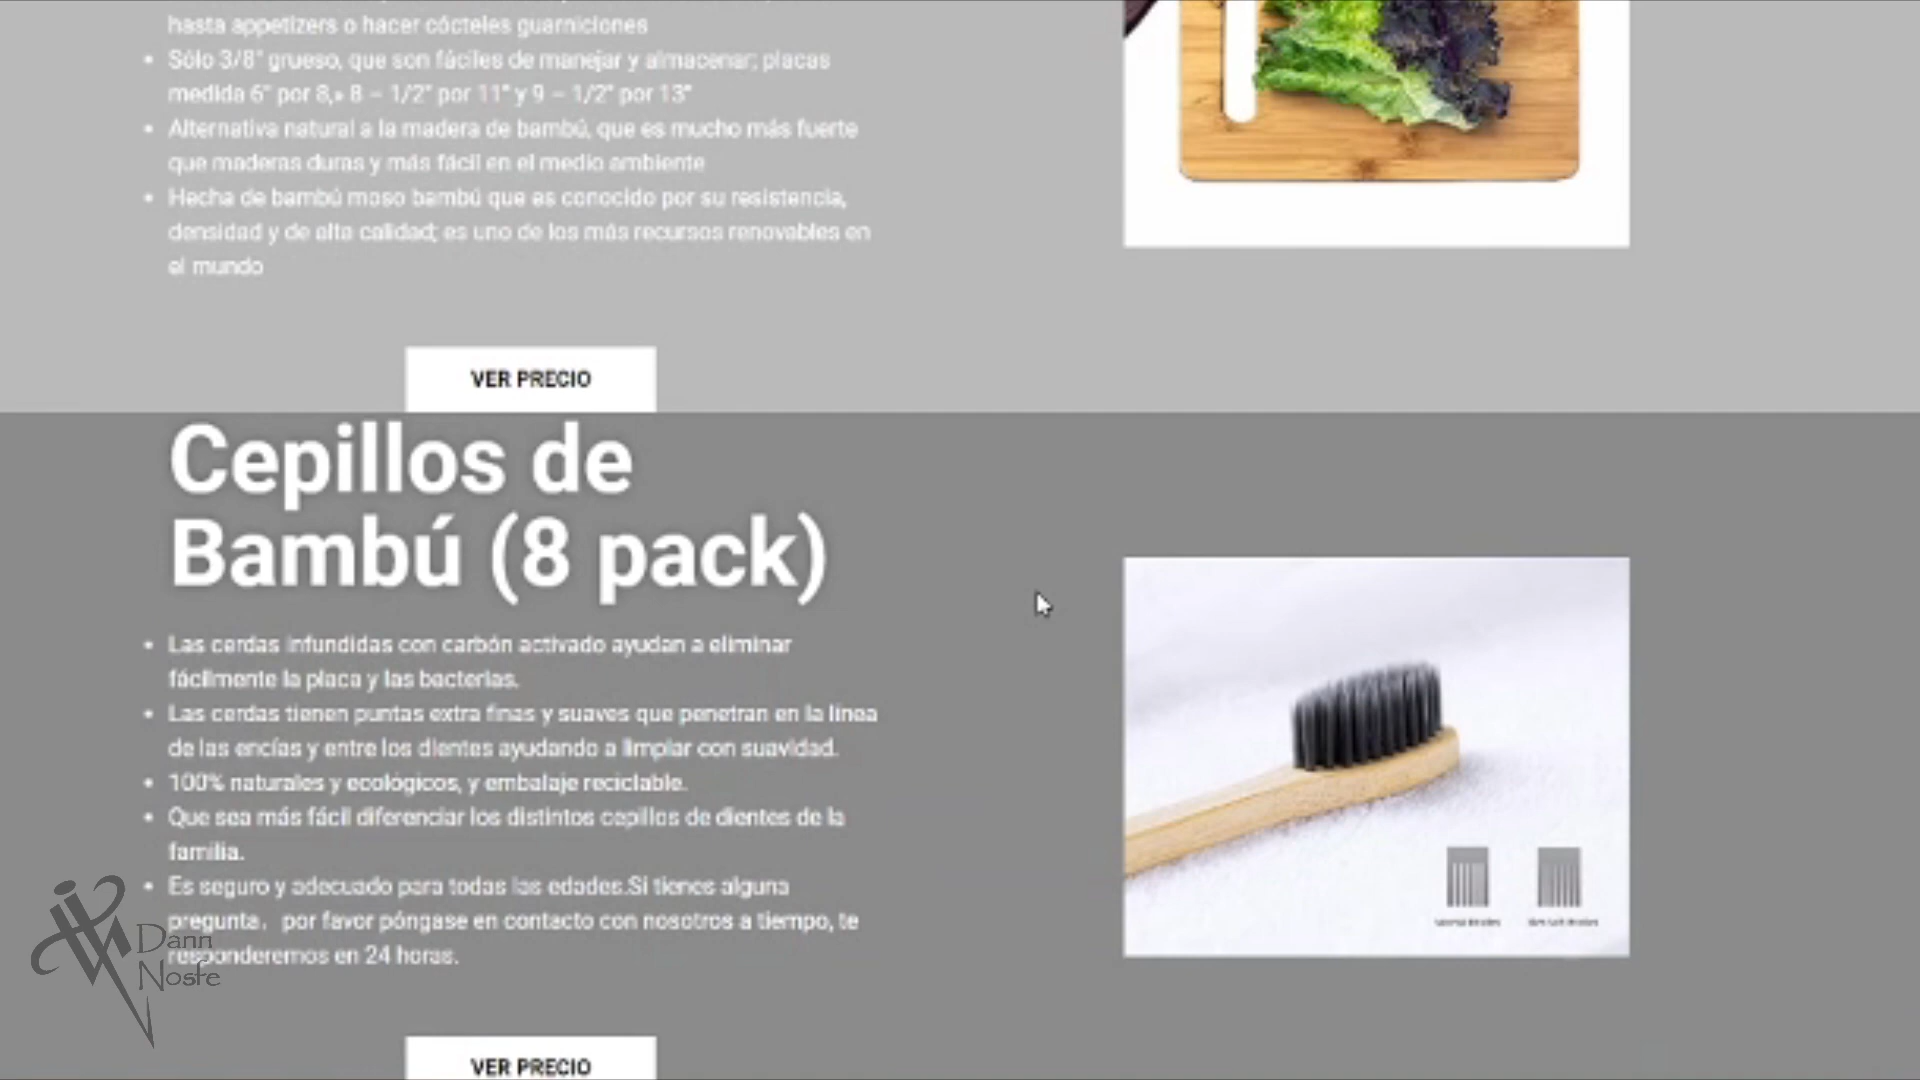 hasta appetizers o hacer cócteles guarniciones
• Sólo 3/8" grueso, que son fáciles de manejar y almacenar; placas
medida 6" por 8,» 8 – 1/2" por 11" y 9 – 1/2" por 13"
• Alternativa natural a la madera de bambú, que es mucho más fuerte
que maderas duras y más fácil en el medio ambiente
• Hecha de bambú moso bambú que es conocido por su resistencia,
densidad y de alta calidad; es uno de los más recursos renovables en
el mundo
VER PRECIO
Cepillos de
Bambú (8 pack)
• Las cerdas infundidas con carbón activado ayudan a eliminar
fácilmente la placa y las bacterias.
• Las cerdas tienen puntas extra finas y suaves que penetran en la línea
de las encías y entre los dientes ayudando a limpiar con suavidad.
• 100% naturales y ecológicos, y embalaje reciclable.
• Que sea más fácil diferenciar los distintos cepillos de dientes de la
familia.
• Es seguro y adecuado para todas las edades.Si tienes alguna
pregunta, por favor póngase en contacto con nosotros a tiempo, te
responderemos en 24 horas.
Dann
Nosfe
VER PRECIO